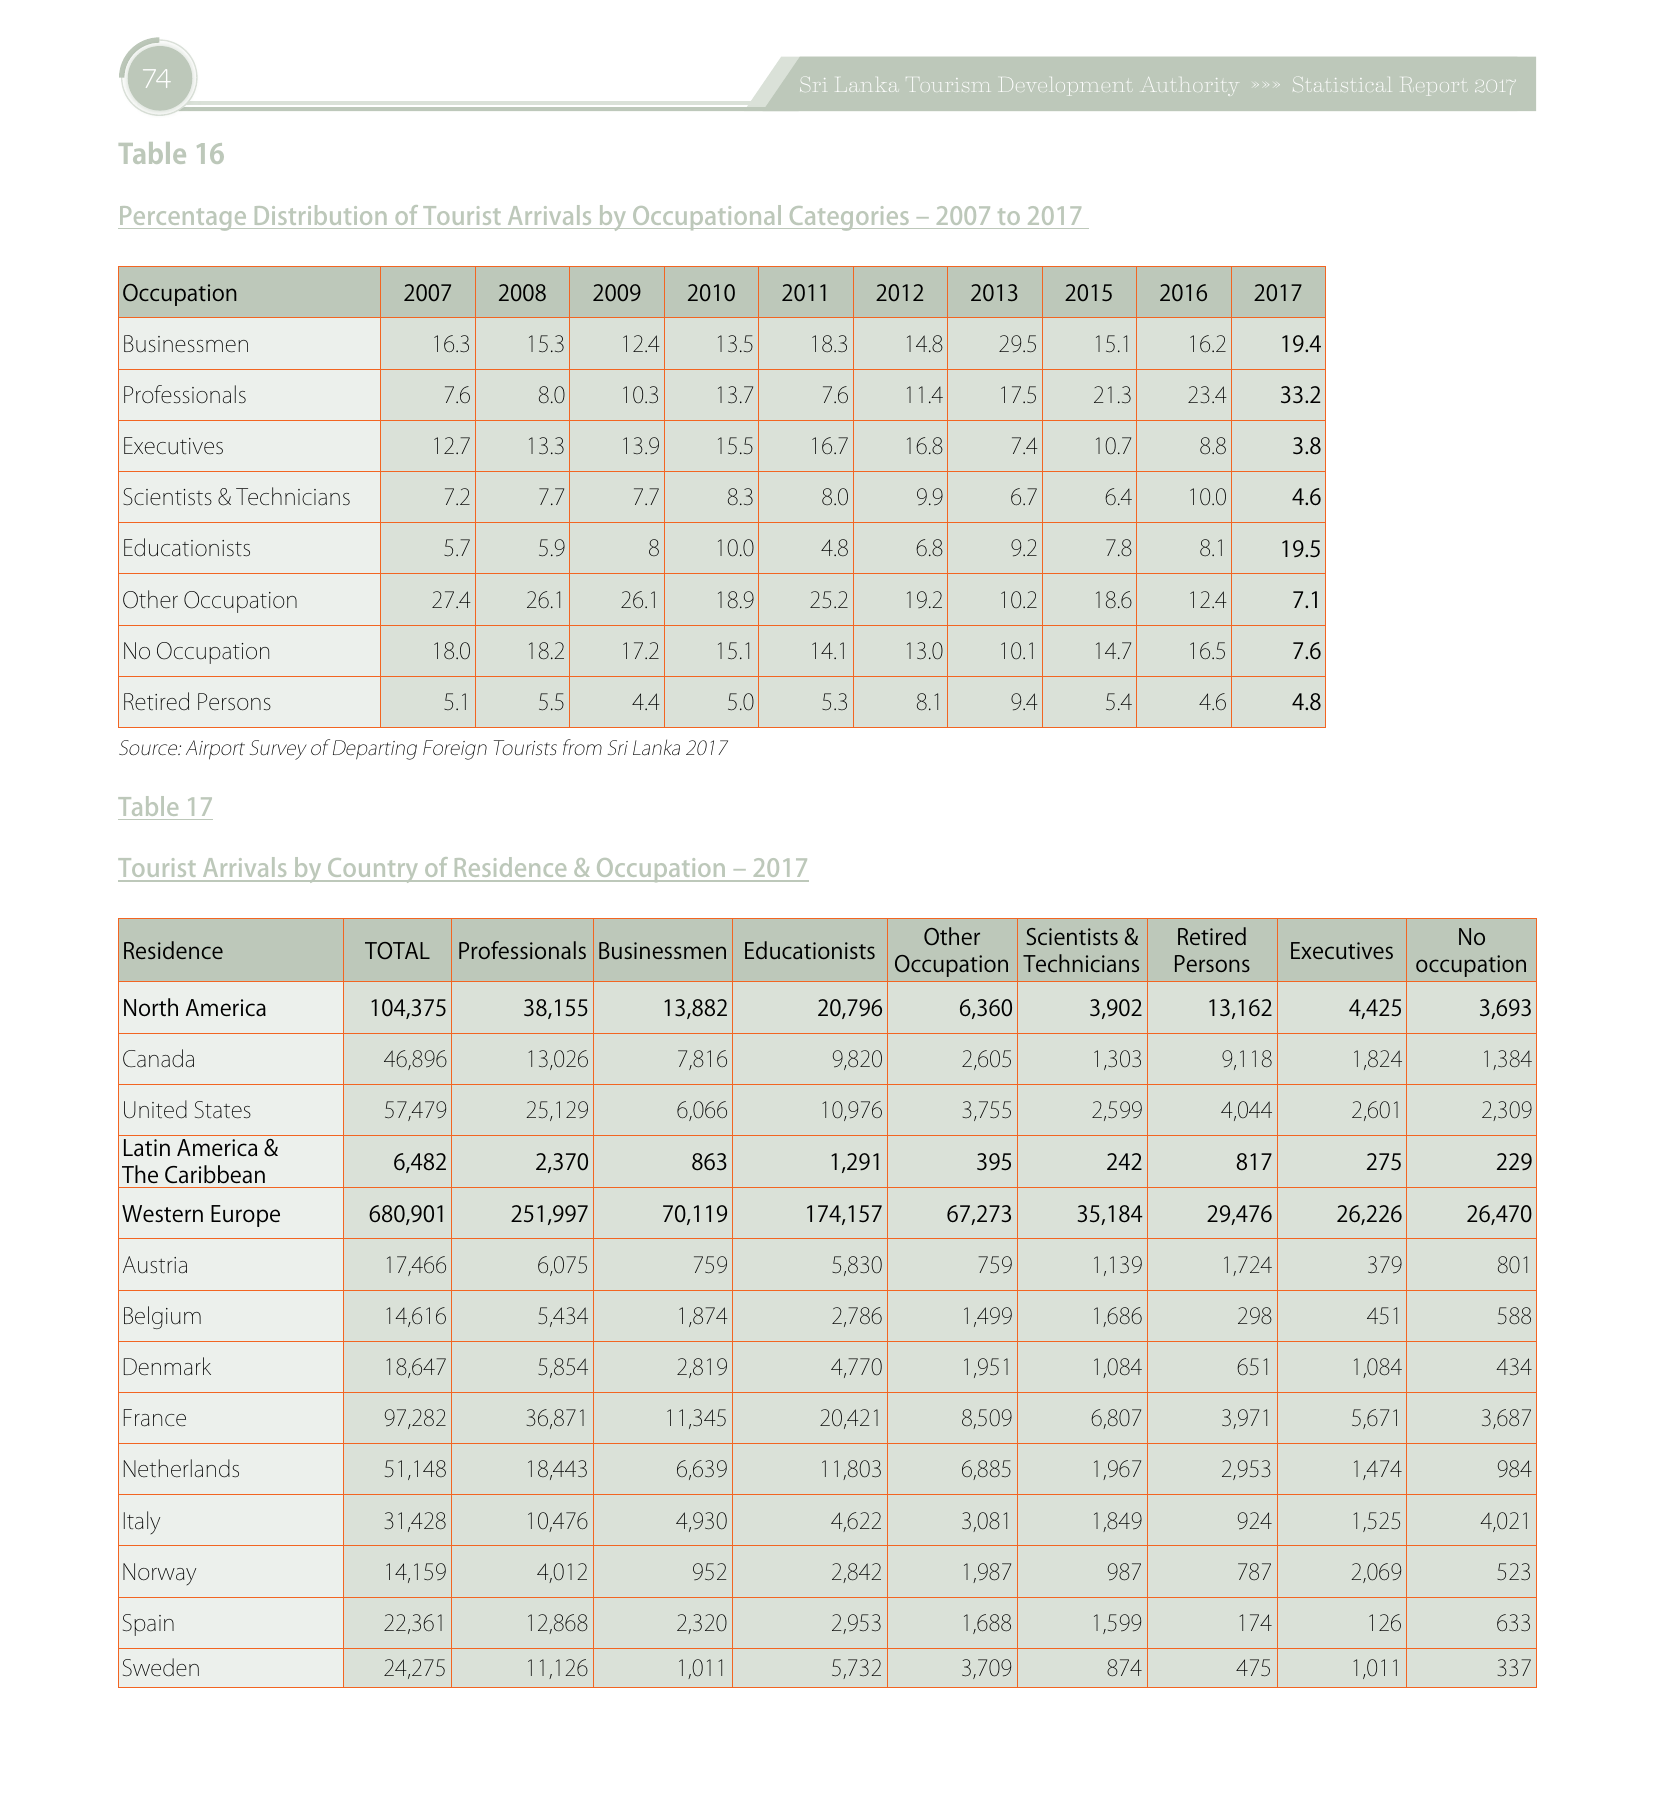 74
Sri Lanka Tourism Development Authority »»» Statistical Report 2017
Table 16
Percentage Distribution of Tourist Arrivals by Occupational Categories – 2007 to 2017
Occupation 2007 2008 2009 2010 2011 2012 2013 2015 2016 2017
Businessmen 16.3 15.3 12.4 13.5 18.3 14.8 29.5 15.1 16.2 19.4
Professionals 7.6 8.0 10.3 13.7 7.6 11.4 17.5 21.3 23.4 33.2
Executives 12.7 13.3 13.9 15.5 16.7 16.8 7.4 10.7 8.8 3.8
Scientists & Technicians 7.2 7.7 7.7 8.3 8.0 9.9 6.7 6.4 10.0 4.6
Educationists 5.7 5.9 8 10.0 4.8 6.8 9.2 7.8 8.1 19.5
Other Occupation 27.4 26.1 26.1 18.9 25.2 19.2 10.2 18.6 12.4 7.1
No Occupation 18.0 18.2 17.2 15.1 14.1 13.0 10.1 14.7 16.5 7.6
Retired Persons 5.1 5.5 4.4 5.0 5.3 8.1 9.4 5.4 4.6 4.8
Source: Airport Survey of Departing Foreign Tourists from Sri Lanka 2017
Table 17
Tourist Arrivals by Country of Residence & Occupation – 2017
Residence TOTAL Professionals Businessmen Educationists Other Occupation Scientists & Technicians Retired Persons Executives No occupation
North America 104,375 38,155 13,882 20,796 6,360 3,902 13,162 4,425 3,693
Canada 46,896 13,026 7,816 9,820 2,605 1,303 9,118 1,824 1,384
United States 57,479 25,129 6,066 10,976 3,755 2,599 4,044 2,601 2,309
Latin America & The Caribbean 6,482 2,370 863 1,291 395 242 817 275 229
Western Europe 680,901 251,997 70,119 174,157 67,273 35,184 29,476 26,226 26,470
Austria 17,466 6,075 759 5,830 759 1,139 1,724 379 801
Belgium 14,616 5,434 1,874 2,786 1,499 1,686 298 451 588
Denmark 18,647 5,854 2,819 4,770 1,951 1,084 651 1,084 434
France 97,282 36,871 11,345 20,421 8,509 6,807 3,971 5,671 3,687
Netherlands 51,148 18,443 6,639 11,803 6,885 1,967 2,953 1,474 984
Italy 31,428 10,476 4,930 4,622 3,081 1,849 924 1,525 4,021
Norway 14,159 4,012 952 2,842 1,987 987 787 2,069 523
Spain 22,361 12,868 2,320 2,953 1,688 1,599 174 126 633
Sweden 24,275 11,126 1,011 5,732 3,709 874 475 1,011 337